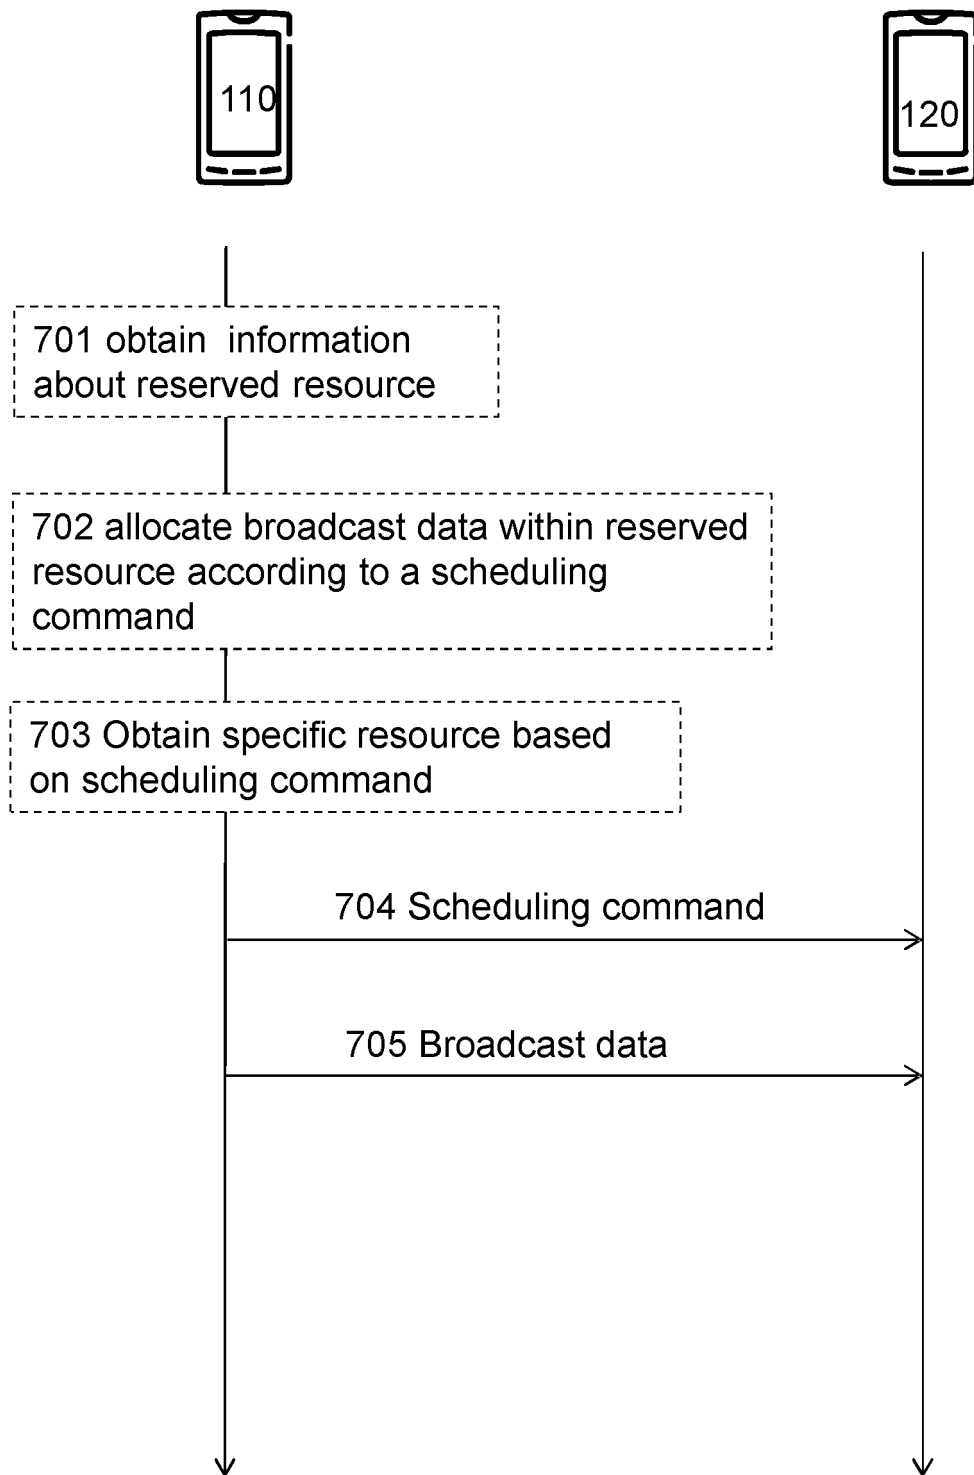 110
120
701 obtain  information
about reserved resource
702 allocate broadcast data within reserved
resource according to a scheduling
command
703 Obtain specific resource based
on scheduling command
704 Scheduling command
705 Broadcast data